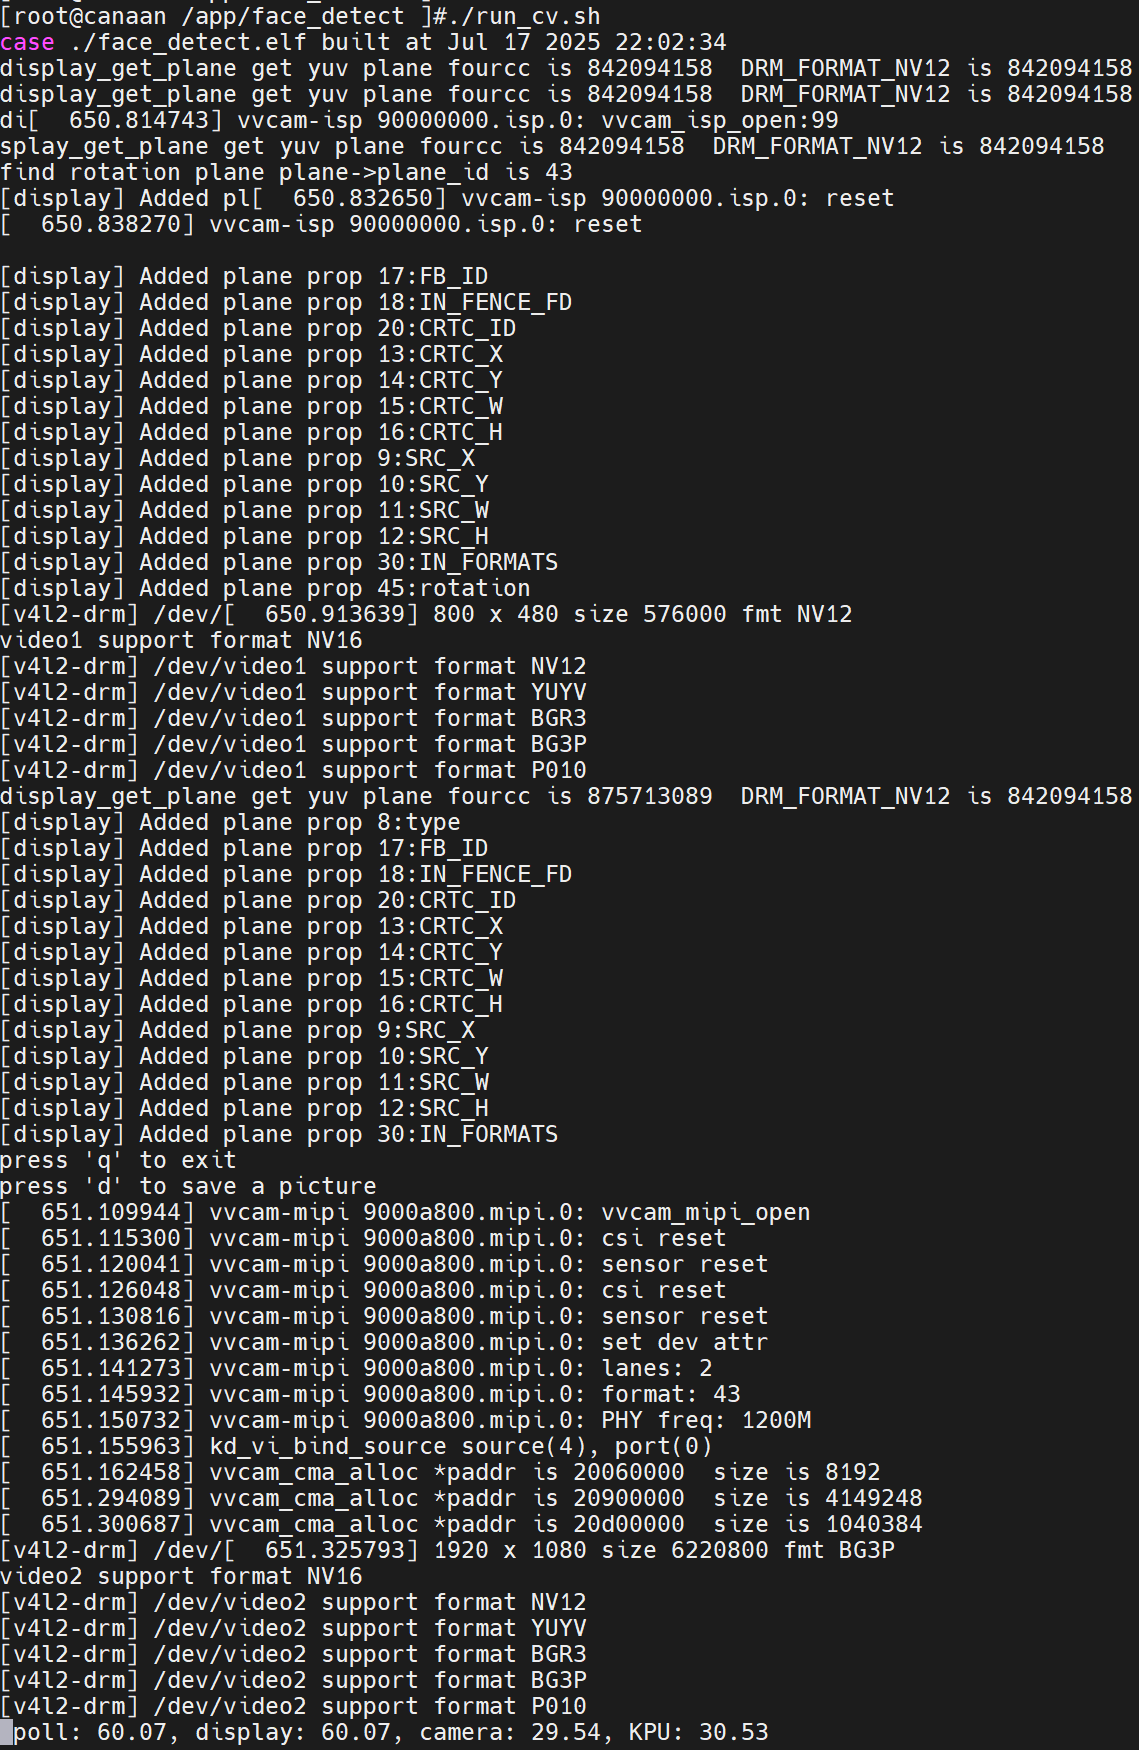 [root@canaan /app/face_detect ]#./run_cv.sh
case ./face_detect.elf built at Jul 17 2025 22:02:34
display_get_plane get yuv plane fourcc is 842094158  DRM_FORMAT_NV12 is 842094158
display_get_plane get yuv plane fourcc is 842094158  DRM_FORMAT_NV12 is 842094158
di[  650.814743] vvcam-isp 90000000.isp.0: vvcam_isp_open:99
splay_get_plane get yuv plane fourcc is 842094158  DRM_FORMAT_NV12 is 842094158
find rotation plane plane->plane_id is 43
[display] Added pl[  650.832650] vvcam-isp 90000000.isp.0: reset
[  650.838270] vvcam-isp 90000000.isp.0: reset

[display] Added plane prop 17:FB_ID
[display] Added plane prop 18:IN_FENCE_FD
[display] Added plane prop 20:CRTC_ID
[display] Added plane prop 13:CRTC_X
[display] Added plane prop 14:CRTC_Y
[display] Added plane prop 15:CRTC_W
[display] Added plane prop 16:CRTC_H
[display] Added plane prop 9:SRC_X
[display] Added plane prop 10:SRC_Y
[display] Added plane prop 11:SRC_W
[display] Added plane prop 12:SRC_H
[display] Added plane prop 30:IN_FORMATS
[display] Added plane prop 45:rotation
[v4l2-drm] /dev/[  650.913639] 800 x 480 size 576000 fmt NV12
video1 support format NV16
[v4l2-drm] /dev/video1 support format NV12
[v4l2-drm] /dev/video1 support format YUYV
[v4l2-drm] /dev/video1 support format BGR3
[v4l2-drm] /dev/video1 support format BG3P
[v4l2-drm] /dev/video1 support format P010
display_get_plane get yuv plane fourcc is 875713089  DRM_FORMAT_NV12 is 842094158
[display] Added plane prop 8:type
[display] Added plane prop 17:FB_ID
[display] Added plane prop 18:IN_FENCE_FD
[display] Added plane prop 20:CRTC_ID
[display] Added plane prop 13:CRTC_X
[display] Added plane prop 14:CRTC_Y
[display] Added plane prop 15:CRTC_W
[display] Added plane prop 16:CRTC_H
[display] Added plane prop 9:SRC_X
[display] Added plane prop 10:SRC_Y
[display] Added plane prop 11:SRC_W
[display] Added plane prop 12:SRC_H
[display] Added plane prop 30:IN_FORMATS
press 'q' to exit
press 'd' to save a picture
[  651.109944] vvcam-mipi 9000a800.mipi.0: vvcam_mipi_open
[  651.115300] vvcam-mipi 9000a800.mipi.0: csi reset
[  651.120041] vvcam-mipi 9000a800.mipi.0: sensor reset
[  651.126048] vvcam-mipi 9000a800.mipi.0: csi reset
[  651.130816] vvcam-mipi 9000a800.mipi.0: sensor reset
[  651.136262] vvcam-mipi 9000a800.mipi.0: set dev attr
[  651.141273] vvcam-mipi 9000a800.mipi.0: lanes: 2
[  651.145932] vvcam-mipi 9000a800.mipi.0: format: 43
[  651.150732] vvcam-mipi 9000a800.mipi.0: PHY freq: 1200M
[  651.155963] kd_vi_bind_source source(4), port(0)
[  651.162458] vvcam_cma_alloc *paddr is 20060000  size is 8192
[  651.294089] vvcam_cma_alloc *paddr is 20900000  size is 4149248
[  651.300687] vvcam_cma_alloc *paddr is 20d00000  size is 1040384
[v4l2-drm] /dev/[  651.325793] 1920 x 1080 size 6220800 fmt BG3P
video2 support format NV16
[v4l2-drm] /dev/video2 support format NV12
[v4l2-drm] /dev/video2 support format YUYV
[v4l2-drm] /dev/video2 support format BGR3
[v4l2-drm] /dev/video2 support format BG3P
[v4l2-drm] /dev/video2 support format P010
poll: 60.07, display: 60.07, camera: 29.54, KPU: 30.53